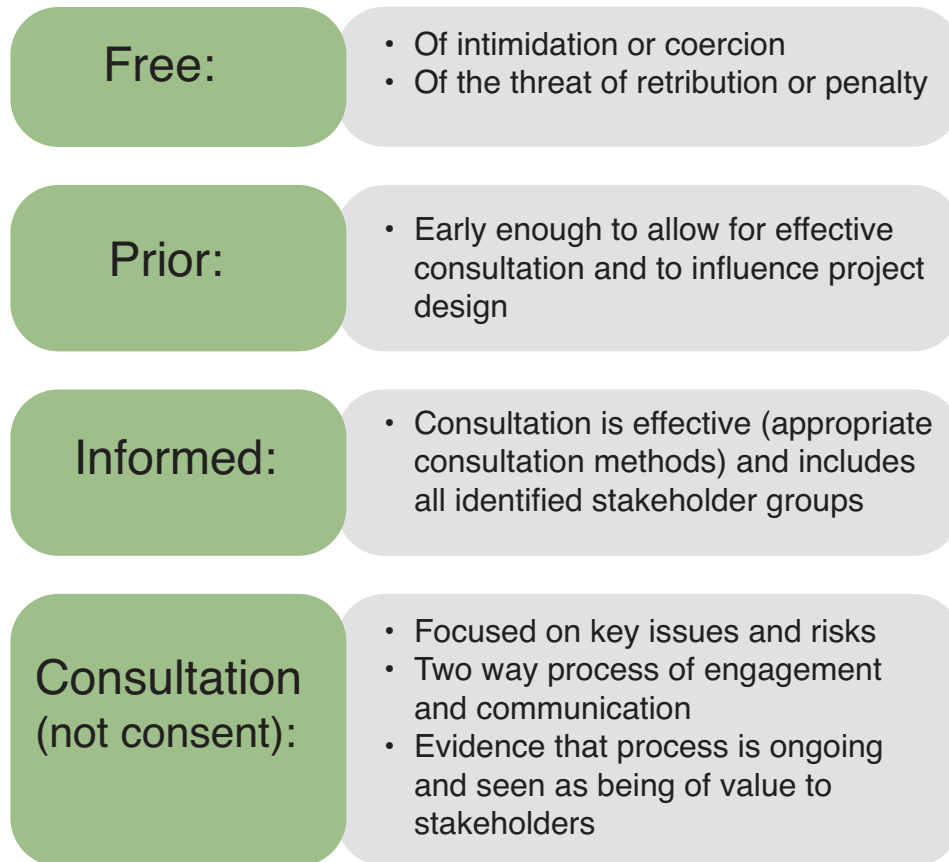 Free:
• Of intimidation or coercion
• Of the threat of retribution or penalty
Prior:
• Early enough to allow for effective
consultation and to influence project
design
Informed:
• Consultation is effective (appropriate
consultation methods) and includes
all identified stakeholder groups
Consultation
(not consent):
• Focused on key issues and risks
• Two way process of engagement
and communication
• Evidence that process is ongoing
and seen as being of value to
stakeholders